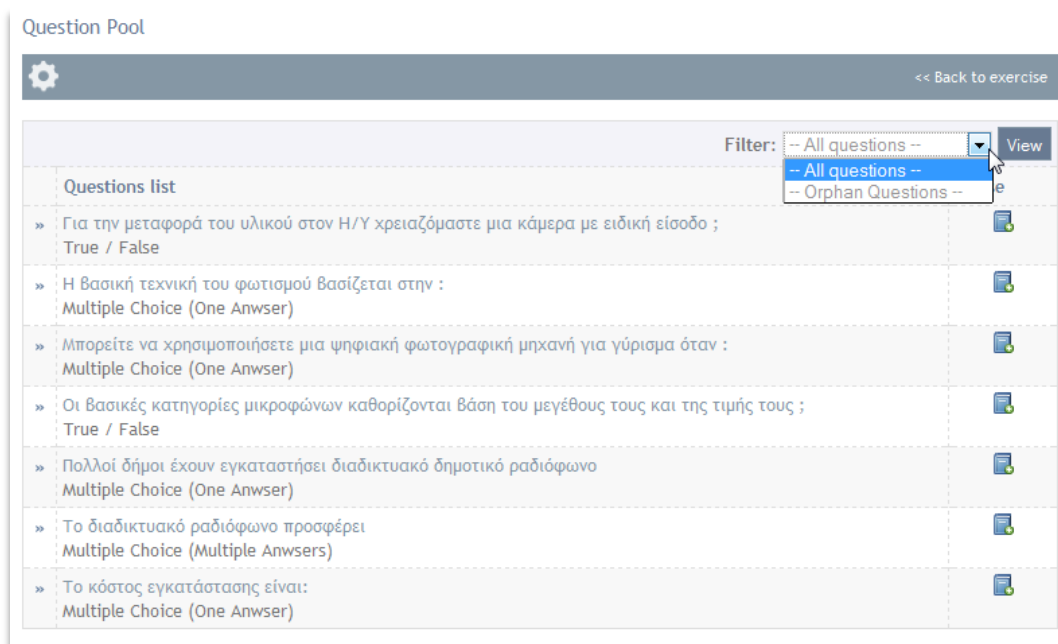 Question Pool
<< Back to exercise
Filter: -- All questions -- View
-- All questions --
-- Orphan Questions --
Questions list
» Για την μεταφορά του υλικού στον Η/Υ χρειαζόμαστε μια κάμερα με ειδική είσοδο ;
True / False
» Η βασική τεχνική του φωτισμού βασίζεται στην :
Multiple Choice (One Anwser)
» Μπορείτε να χρησιμοποιήσετε μια ψηφιακή φωτογραφική μηχανή για γύρισμα όταν :
Multiple Choice (One Anwser)
» Οι βασικές κατηγορίες μικροφώνων καθορίζονται βάση του μεγέθους τους και της τιμής τους ;
True / False
» Πολλοί δήμοι έχουν εγκαταστήσει διαδικτυακό δημοτικό ραδιόφωνο
Multiple Choice (One Anwser)
» Το διαδικτυακό ραδιόφωνο προσφέρει
Multiple Choice (Multiple Anwsers)
» Το κόστος εγκατάστασης είναι:
Multiple Choice (One Anwser)